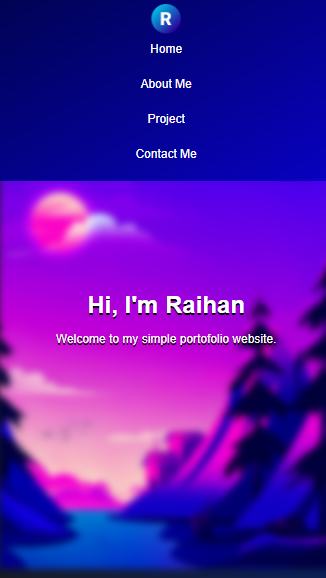 R
Home
About Me
Project
Contact Me
Hi, I'm Raihan
Welcome to my simple portofolio website.